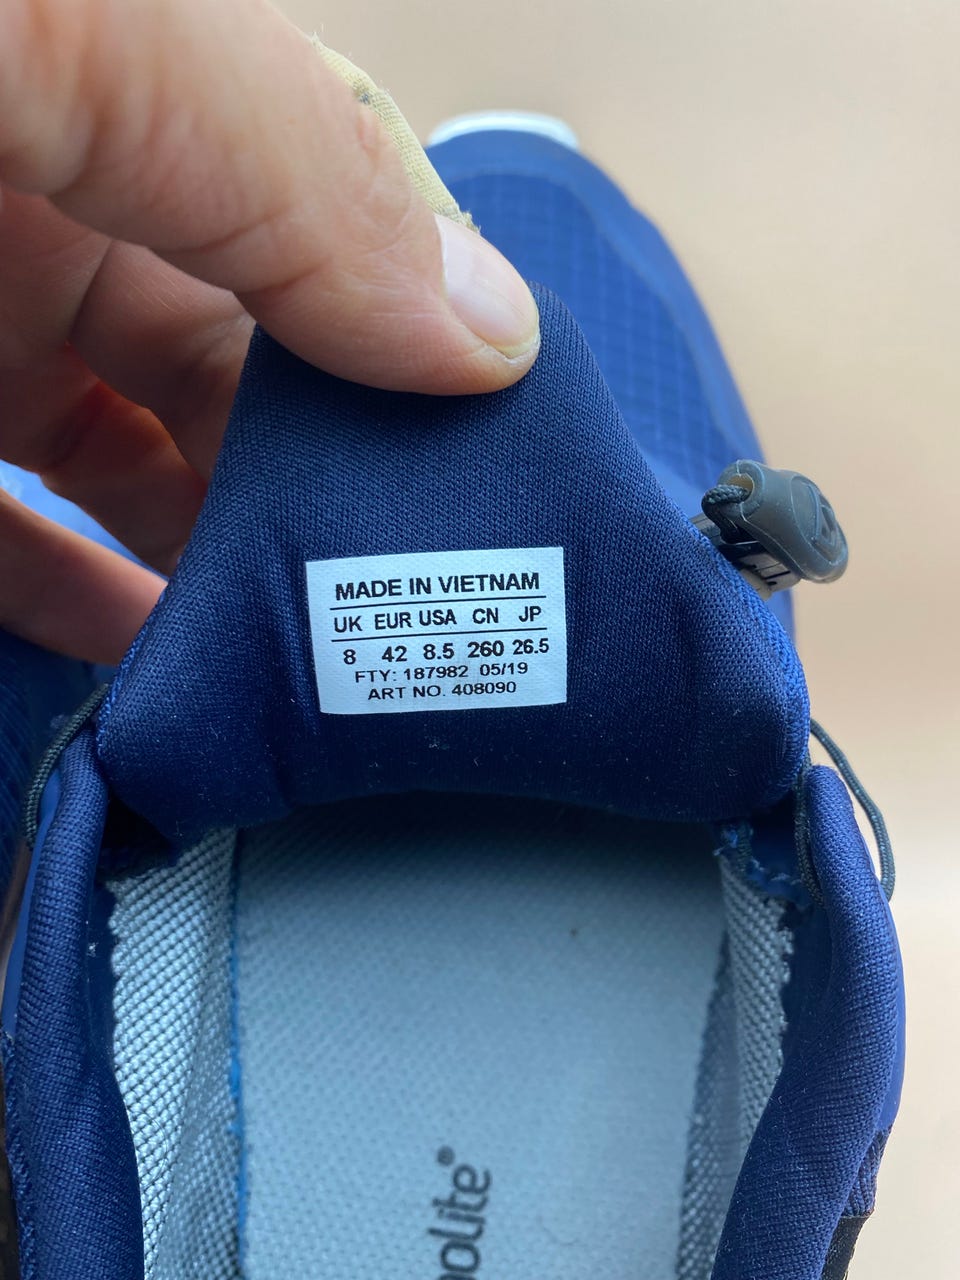 MADE IN VIETNAM
UK EUR USA CN JP
8 42 8.5 260 26.5
FTY: 187982 05/19
ART NO. 408090